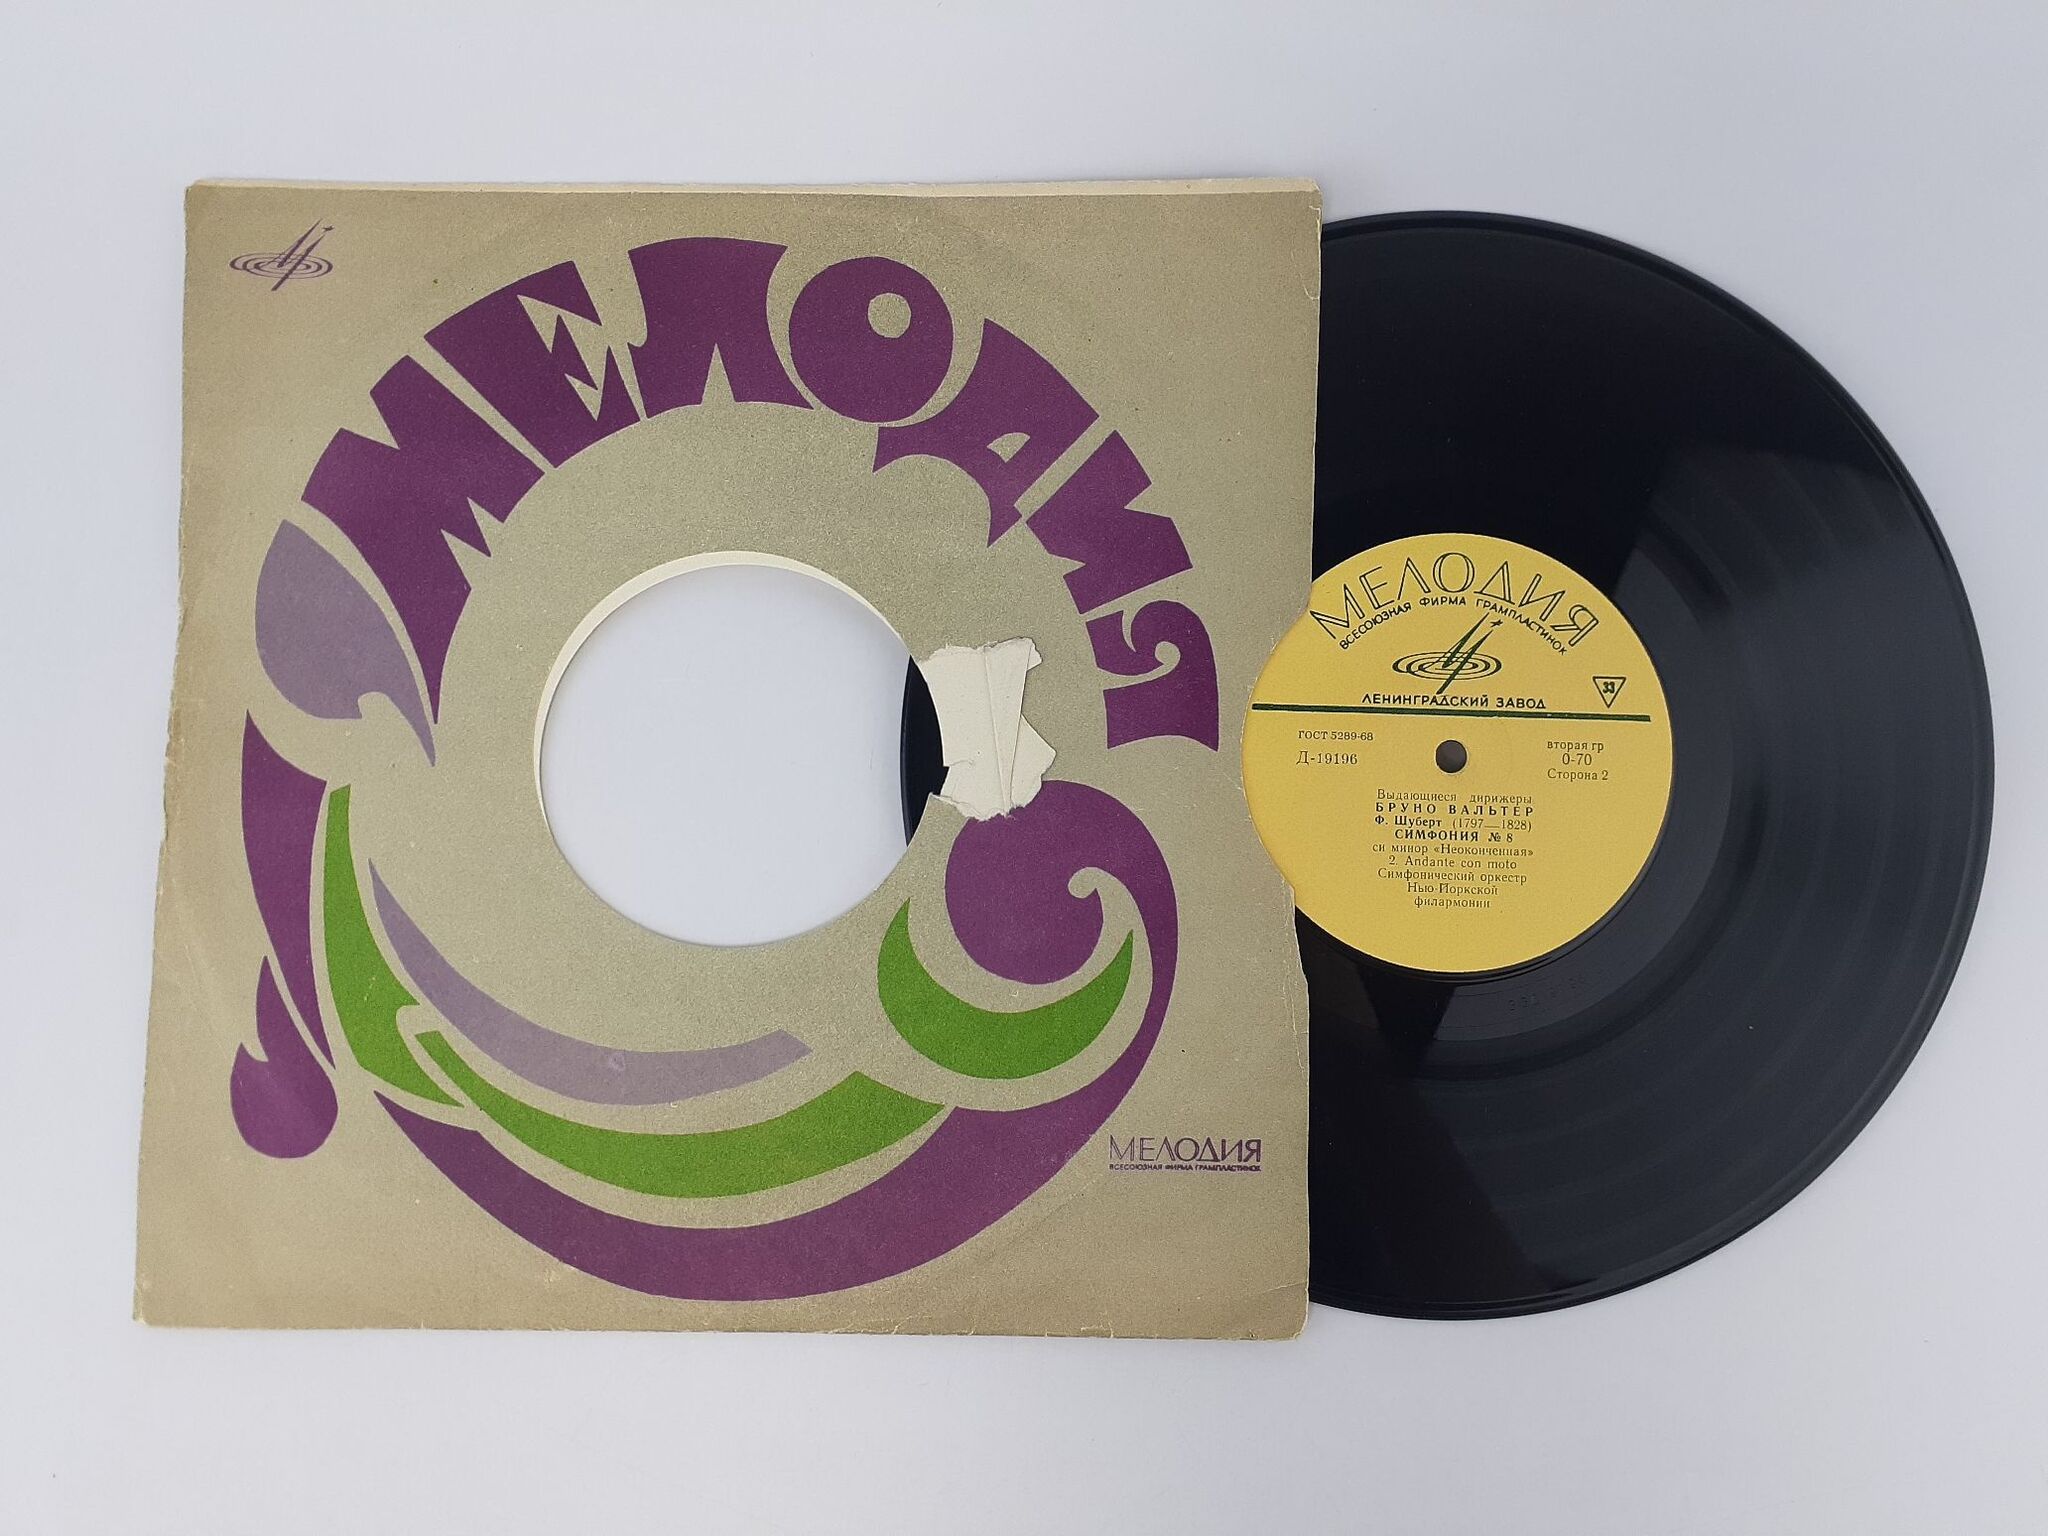 МЕЛОДИЯ
МЕЛОДИЯ
ВСЕСОЮЗНАЯ ФИРМА ГРАМПЛАСТИНОК
МЕЛОДИЯ
ВСЕСОЮЗНАЯ ФИРМА ГРАМПЛАСТИНОК
ЛЕНИНГРАДСКИЙ ЗАВОД
33
ГОСТ 5289-68
Д-19196
вторая гр
0-70
Сторона 2
Выдающиеся дирижеры
БРУНО ВАЛЬТЕР
Ф. Шуберт (1797—1828)
СИМФОНИЯ № 8
си минор «Неоконченная»
2. Andante con moto
Симфонический оркестр
Нью-Йоркской
филармонии